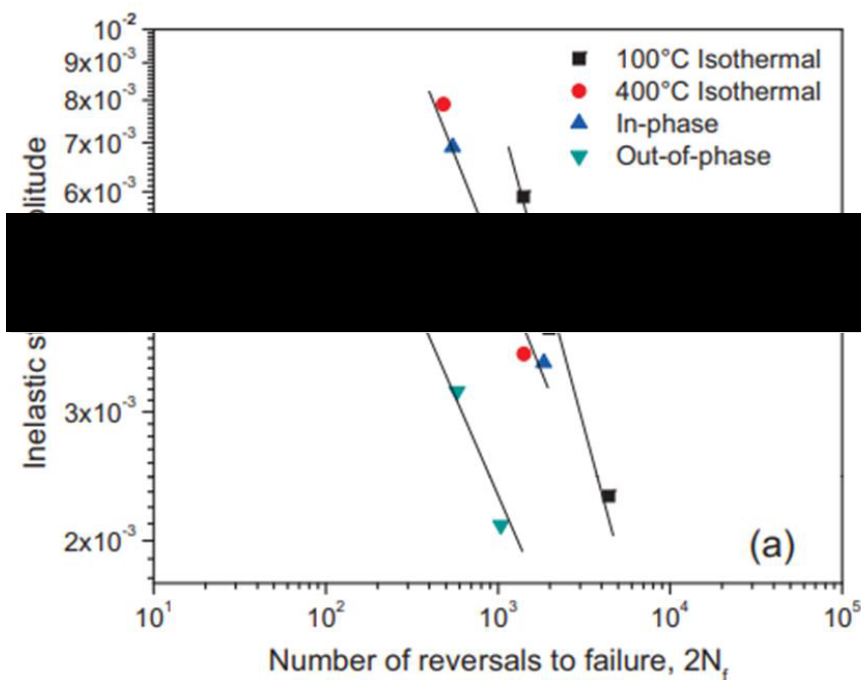 10⁻²
9x10⁻³
8x10⁻³
7x10⁻³
6x10⁻³
3x10⁻³
2x10⁻³
100°C Isothermal
400°C Isothermal
In-phase
Out-of-phase
Inelastic
(a)
10¹ 10² 10³ 10⁴ 10⁵
Number of reversals to failure, 2N_f